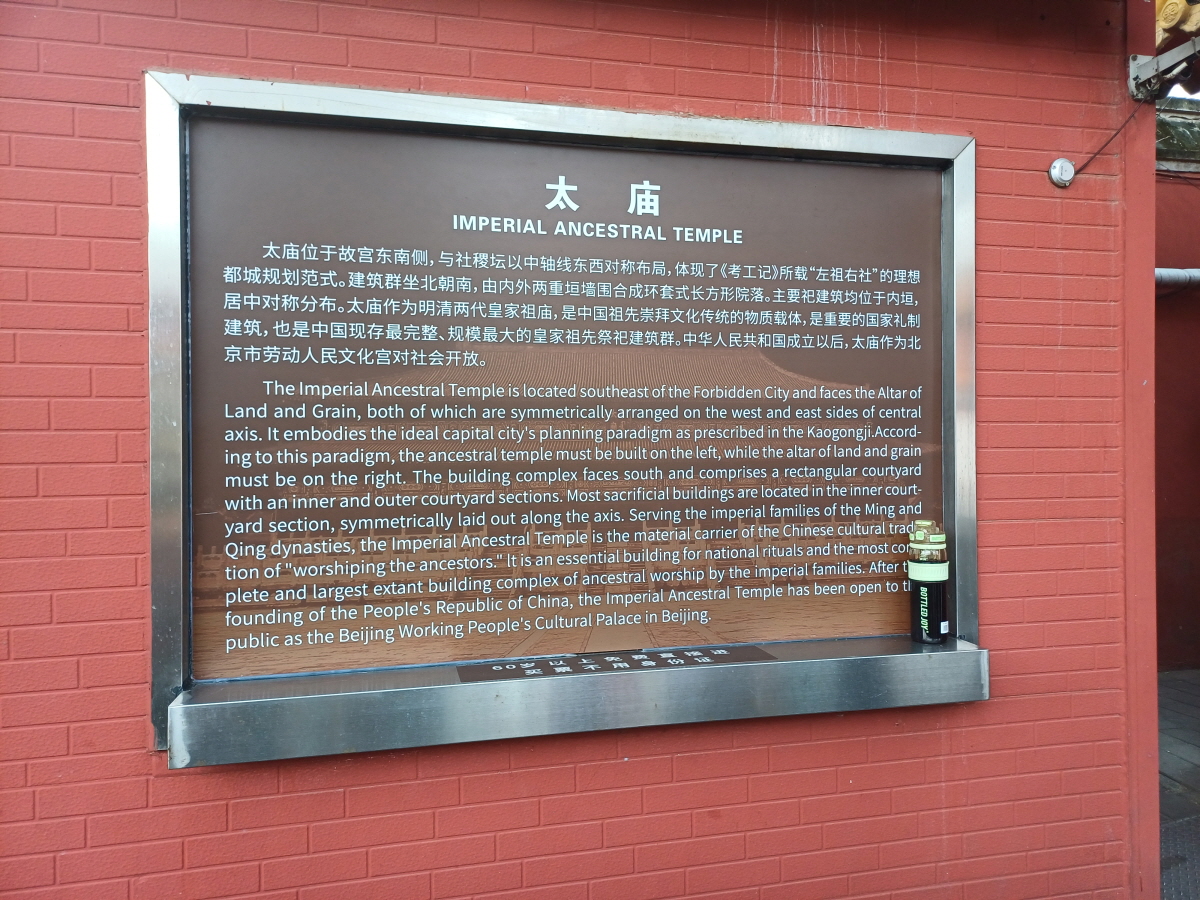 太庙
IMPERIAL ANCESTRAL TEMPLE
太庙位于故宫东南侧，与社稷坛以中轴线东西对称布局，体现了《考工记》所载“左祖右社”的理想
都城规划范式。建筑群坐北朝南，由内外两重垣墙围合成环套式长方形院落。主要祀建筑均位于内垣，
居中对称分布。太庙作为明清两代皇家祖庙，是中国祖先崇拜文化传统的物质载体，是重要的国家礼制
建筑，也是中国现存最完整、规模最大的皇家祖先祭祀建筑群。中华人民共和国成立以后，太庙作为北
京市劳动人民文化宫对社会开放。
The Imperial Ancestral Temple is located southeast of the Forbidden City and faces the Altar of
Land and Grain, both of which are symmetrically arranged on the west and east sides of central
axis. It embodies the ideal capital city's planning paradigm as prescribed in the Kaogongji.Accord-
ing to this paradigm, the ancestral temple must be built on the left, while the altar of land and grain
must be on the right. The building complex faces south and comprises a rectangular courtyard
with an inner and outer courtyard sections. Most sacrificial buildings are located in the inner court-
yard section, symmetrically laid out along the axis. Serving the imperial families of the Ming and
Qing dynasties, the Imperial Ancestral Temple is the material carrier of the Chinese cultural tradi
tion of "worshiping the ancestors." It is an essential building for national rituals and the most com
plete and largest extant building complex of ancestral worship by the imperial families. After
founding of the People's Republic of China, the Imperial Ancestral Temple has been open to
public as the Beijing Working People's Cultural Palace in Beijing.
60岁以上免费直接进
买票不用身份证
BOTTLED JOY